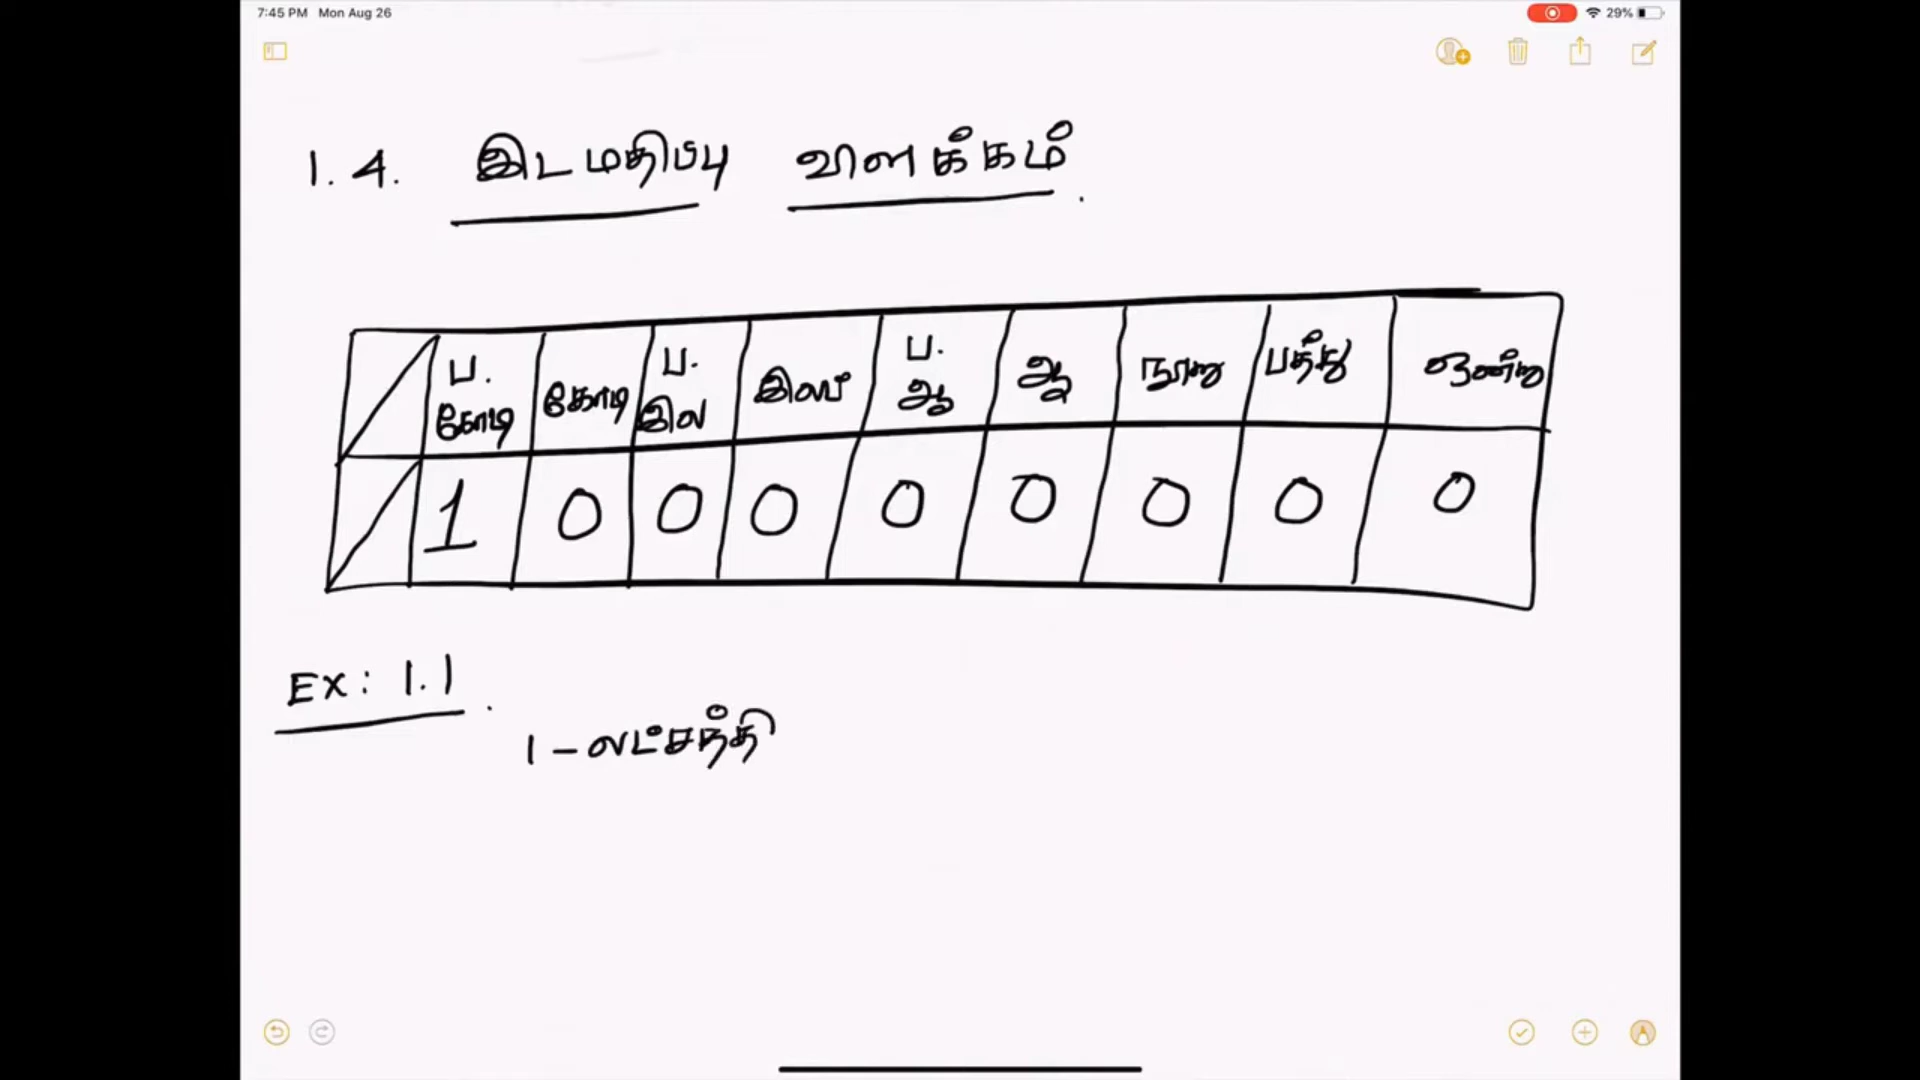 7:45 PM Mon Aug 26 29%
1.4. இடமதிப்பு விளக்கம்.
ப. கோடி கோடி ப. இல இலட் ப. ஆ ஆ நூறு பத்து ஒன்று
1 0 0 0 0 0 0 0 0
Ex: 1.1.
1 - லட்சத்தி